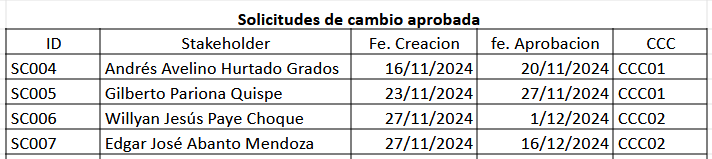 Solicitudes de cambio aprobada
ID Stakeholder Fe. Creacion fe. Aprobacion CCC
SC004 Andrés Avelino Hurtado Grados 16/11/2024 20/11/2024 CCC01
SC005 Gilberto Pariona Quispe 23/11/2024 27/11/2024 CCC01
SC006 Willyan Jesús Paye Choque 27/11/2024 1/12/2024 CCC02
SC007 Edgar José Abanto Mendoza 27/11/2024 16/12/2024 CCC02